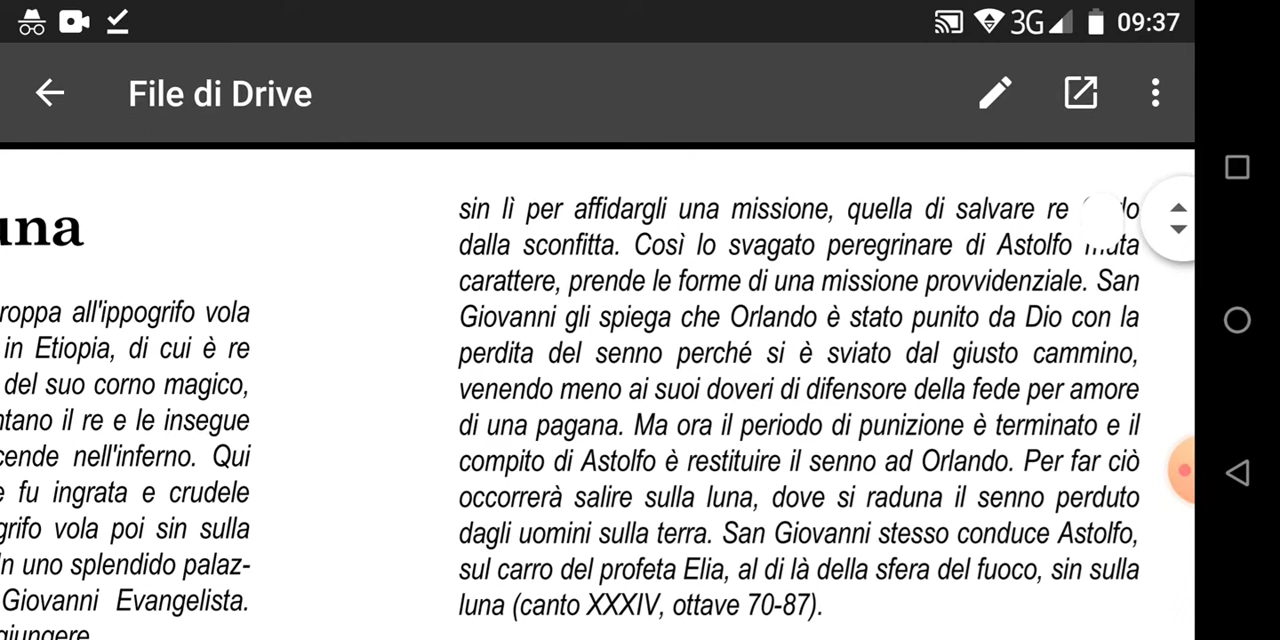 3G 09:37
File di Drive
una
roppa all'ippogrifo vola
in Etiopia, di cui è re
del suo corno magico,
ntano il re e le insegue
cende nell'inferno. Qui
e fu ingrata e crudele
grifo vola poi sin sulla
In uno splendido palaz-
Giovanni Evangelista.
giungere
sin lì per affidargli una missione, quella di salvare re
dalla sconfitta. Così lo svagato peregrinare di Astolfo muta
carattere, prende le forme di una missione provvidenziale. San
Giovanni gli spiega che Orlando è stato punito da Dio con la
perdita del senno perché si è sviato dal giusto cammino,
venendo meno ai suoi doveri di difensore della fede per amore
di una pagana. Ma ora il periodo di punizione è terminato e il
compito di Astolfo è restituire il senno ad Orlando. Per far ciò
occorrerà salire sulla luna, dove si raduna il senno perduto
dagli uomini sulla terra. San Giovanni stesso conduce Astolfo,
sul carro del profeta Elia, al di là della sfera del fuoco, sin sulla
luna (canto XXXIV, ottave 70-87).